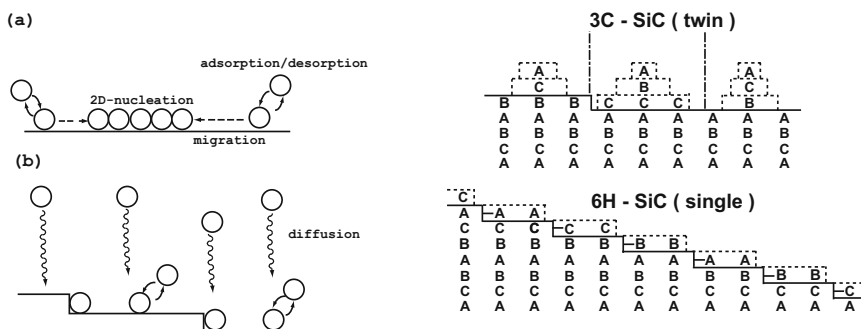 (a)
adsorption/desorption
2D-nucleation
migration
(b)
diffusion
3C - SiC ( twin )
A A A
C B C
B B B C C C B
A A A A A A A A A
B B B B B B B B B
C C C C C C C C C
A A A A A A A A A
6H - SiC ( single )
C
A A A
C C C C C
B B B B B B B
A A A A A A A A A
B B B B B B B B B B B
C C C C C C C C C C C C
A A A A A A A A A A A A